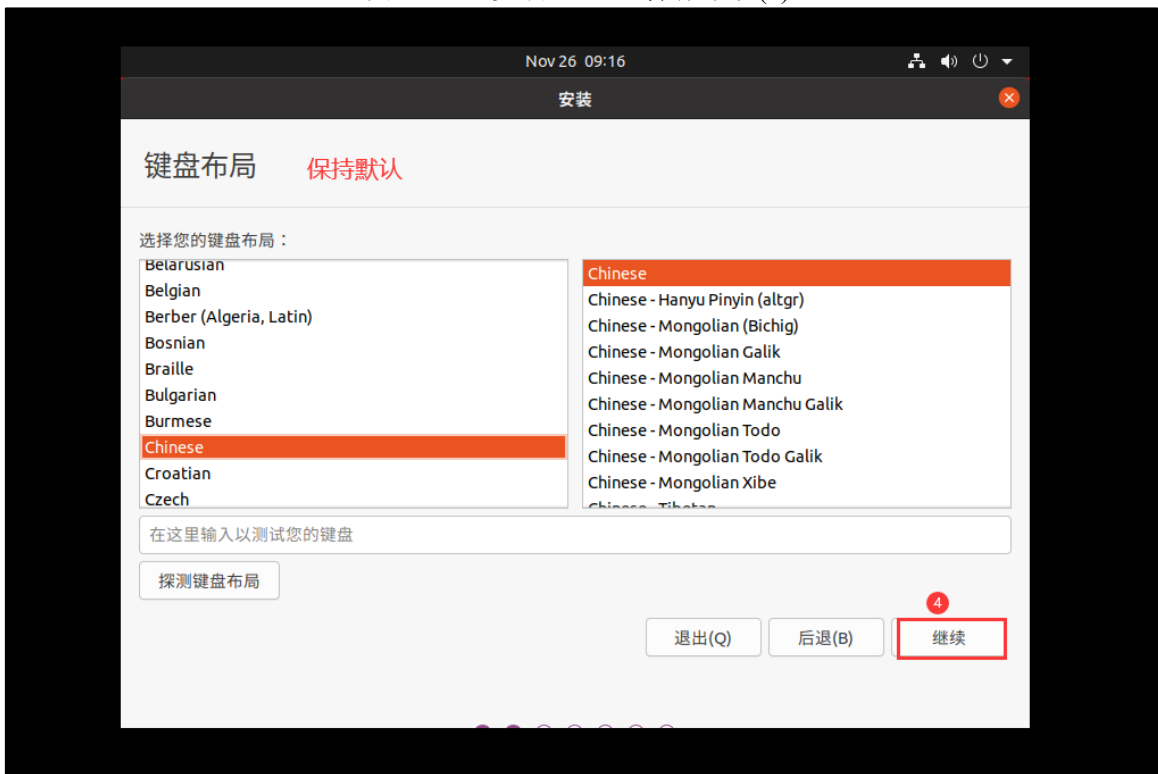 Nov 26 09:16
安装
键盘布局
保持默认
选择您的键盘布局：
Belarusian
Belgian
Berber (Algeria, Latin)
Bosnian
Braille
Bulgarian
Burmese
Chinese
Croatian
Czech
Chinese
Chinese - Hanyu Pinyin (altgr)
Chinese - Mongolian (Bichig)
Chinese - Mongolian Galik
Chinese - Mongolian Manchu
Chinese - Mongolian Manchu Galik
Chinese - Mongolian Todo
Chinese - Mongolian Todo Galik
Chinese - Mongolian Xibe
Chinese - Tibetan
在这里输入以测试您的键盘
探测键盘布局
4
退出(Q)
后退(B)
继续